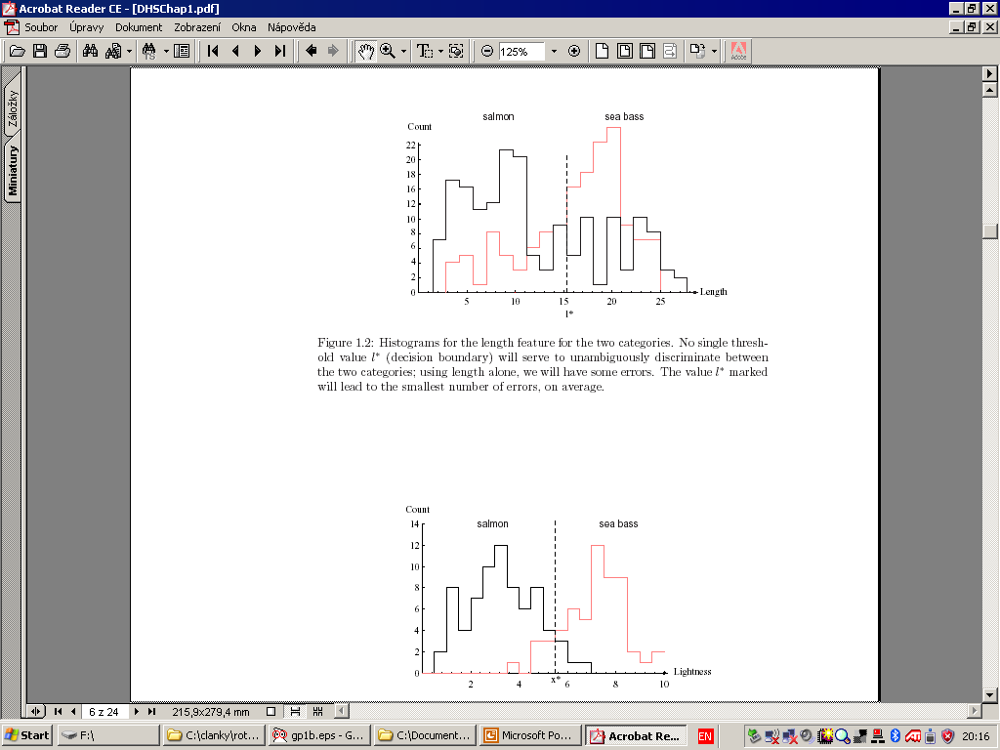 Acrobat Reader CE - [DHSChap1.pdf]
Soubor Úpravy Dokument Zobrazení Okna Nápověda
125%
Záložky
Miniatury
salmon sea bass
Count
22
20
18
16
14
12
10
8
6
4
2
0
5 10 15 20 25
Length
l*
Figure 1.2: Histograms for the length feature for the two categories. No single thresh-
old value l* (decision boundary) will serve to unambiguously discriminate between
the two categories; using length alone, we will have some errors. The value l* marked
will lead to the smallest number of errors, on average.
Count
salmon sea bass
14
12
10
8
6
4
2
0
2 4 x* 6 8 10
Lightness
6 z 24 215,9x279,4 mm
Start F:\ C:\clanky\rot... gp1b.eps - G... C:\Document... Microsoft Po... Acrobat Re... EN 20:16